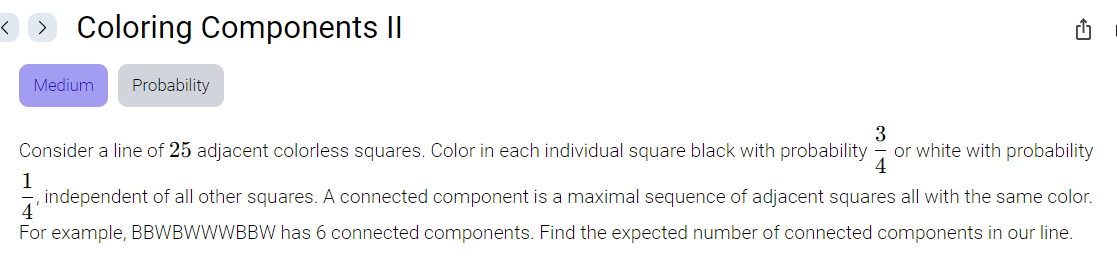 Coloring Components II
Medium Probability
Consider a line of 25 adjacent colorless squares. Color in each individual square black with probability 3/4 or white with probability
1/4, independent of all other squares. A connected component is a maximal sequence of adjacent squares all with the same color.
For example, BBWBWWWBBW has 6 connected components. Find the expected number of connected components in our line.